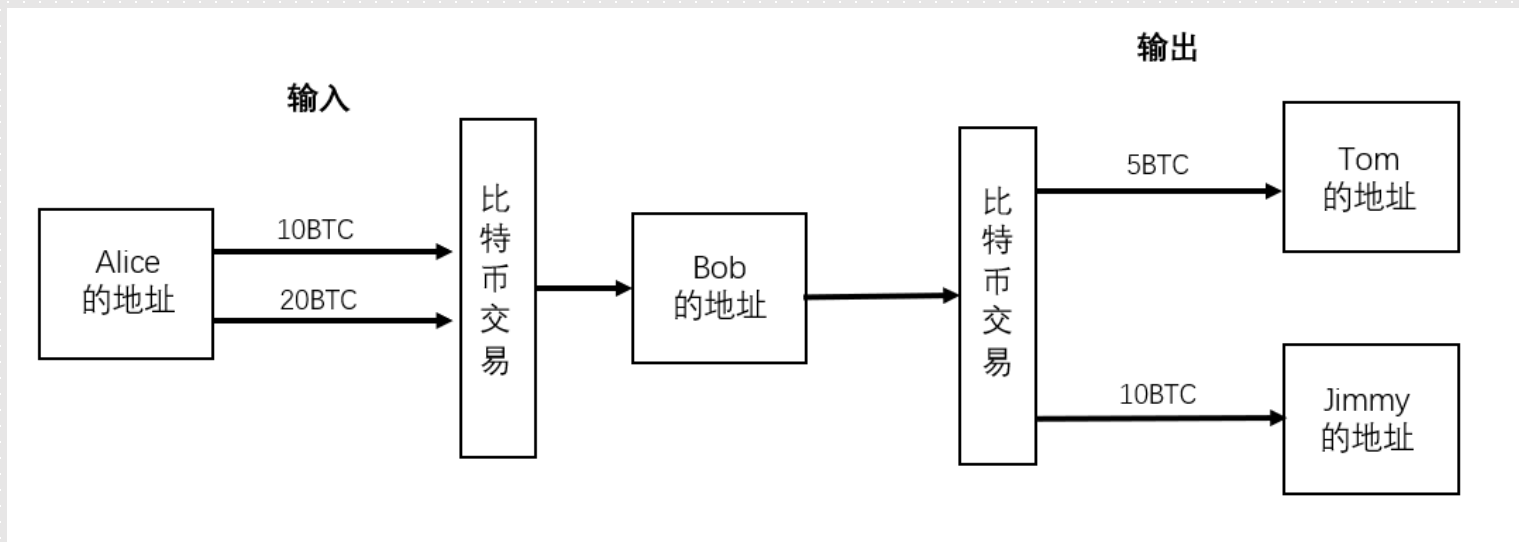 输入
输出
Alice
的地址
10BTC
20BTC
比
特
币
交
易
Bob
的地址
比
特
币
交
易
5BTC
10BTC
Tom
的地址
Jimmy
的地址